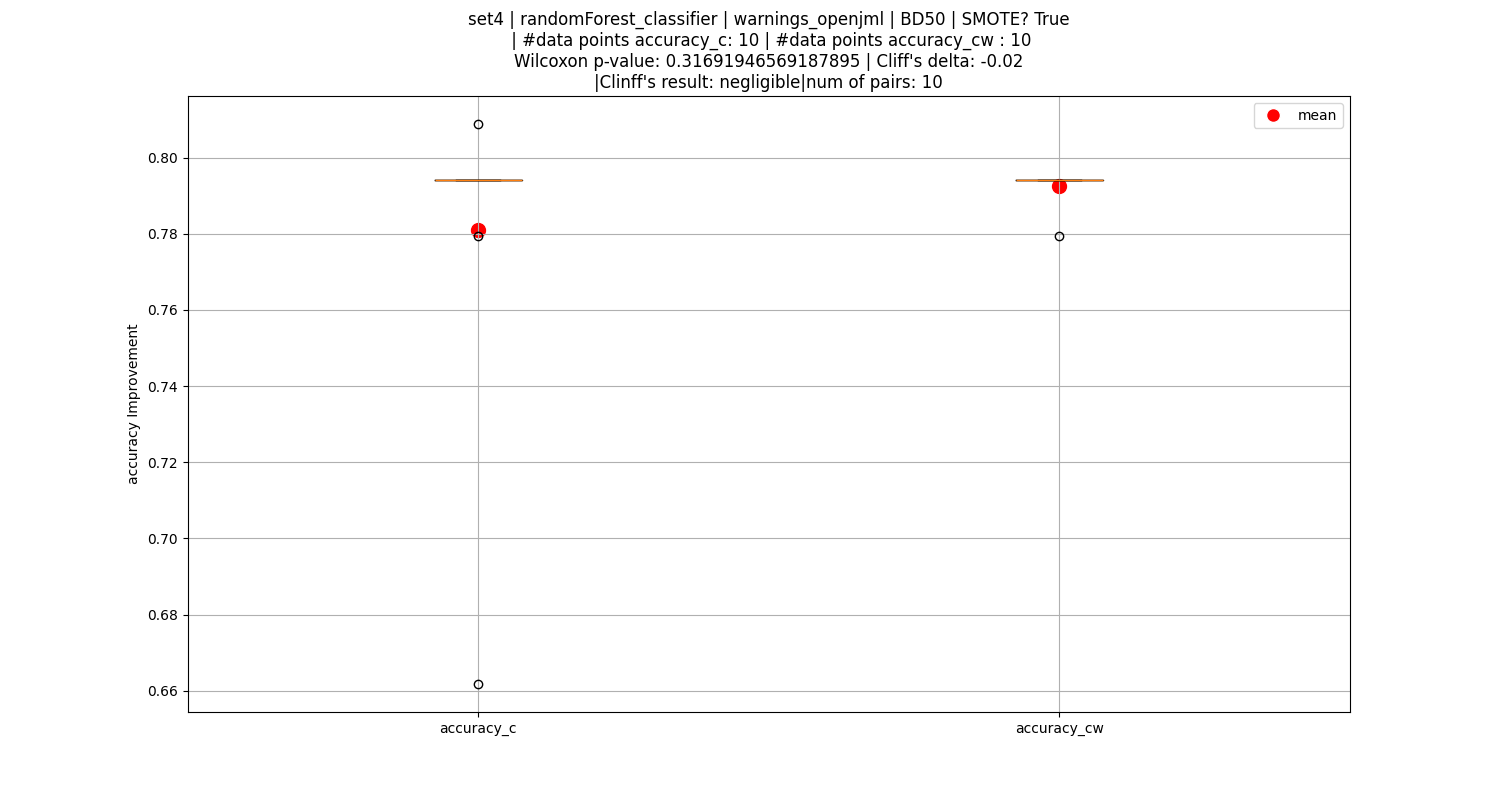 set4 | randomForest_classifier | warnings_openjml | BD50 | SMOTE? True
| #data points accuracy_c: 10 | #data points accuracy_cw : 10
Wilcoxon p-value: 0.31691946569187895 | Cliff's delta: -0.02
|Clinff's result: negligible|num of pairs: 10
mean
0.80
0.78
0.76
0.74
0.72
0.70
0.68
0.66
accuracy Improvement
accuracy_c
accuracy_cw